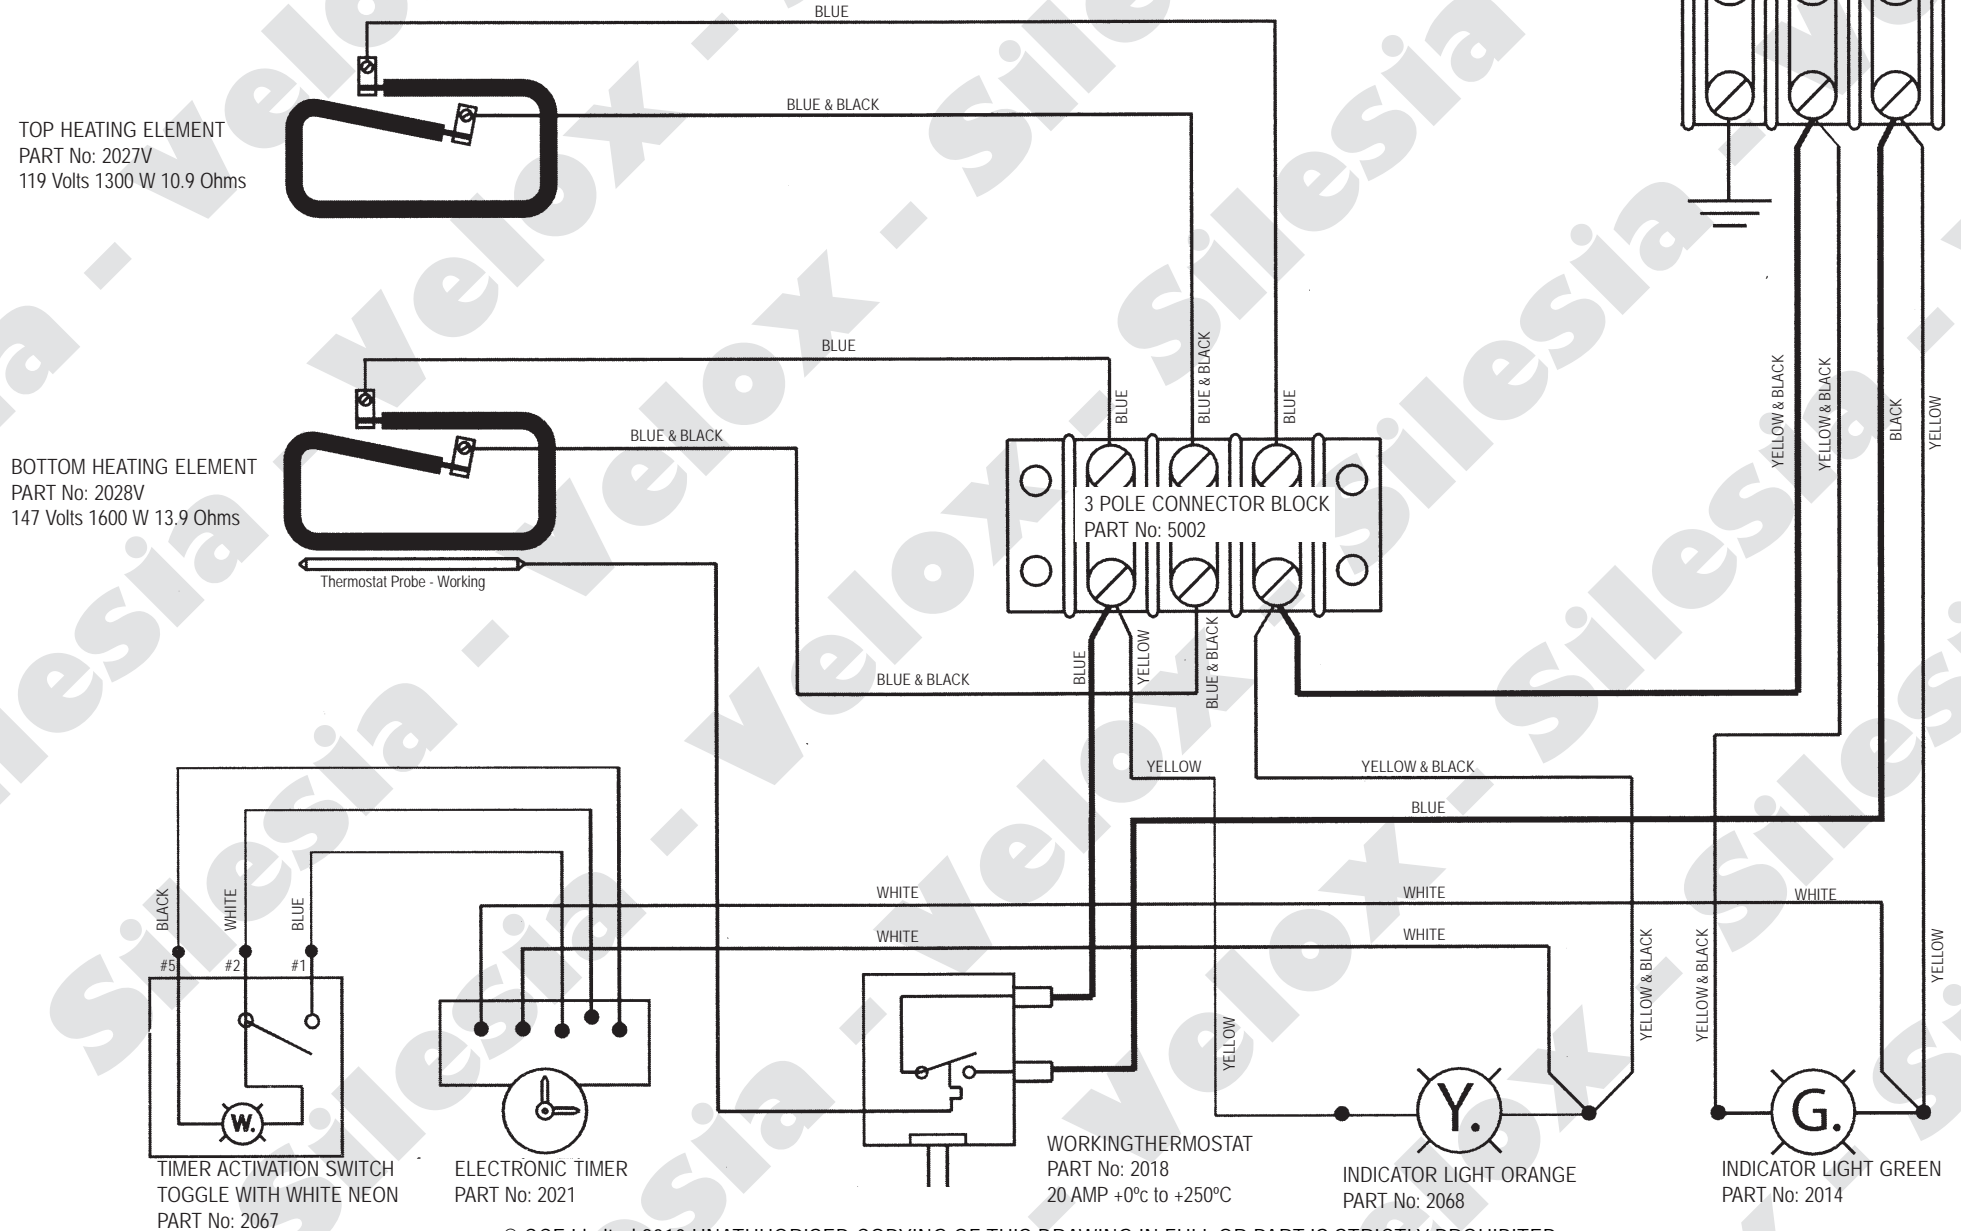 BLUE
BLUE & BLACK
TOP HEATING ELEMENT
PART No: 2027V
119 Volts 1300 W 10.9 Ohms
BLUE
BLUE & BLACK
BOTTOM HEATING ELEMENT
PART No: 2028V
147 Volts 1600 W 13.9 Ohms
Thermostat Probe - Working
BLUE
BLUE & BLACK
BLUE
3 POLE CONNECTOR BLOCK
PART No: 5002
YELLOW & BLACK
YELLOW & BLACK
BLACK
YELLOW
BLUE
YELLOW
BLUE & BLACK
BLUE & BLACK
YELLOW
YELLOW & BLACK
BLUE
BLACK
WHITE
BLUE
WHITE
WHITE
WHITE
WHITE
WHITE
#5
#2
#1
YELLOW
YELLOW & BLACK
YELLOW & BLACK
YELLOW
W.
Y.
G.
TIMER ACTIVATION SWITCH
TOGGLE WITH WHITE NEON
PART No: 2067
ELECTRONIC TIMER
PART No: 2021
WORKINGTHERMOSTAT
PART No: 2018
20 AMP +0ºc to +250ºC
INDICATOR LIGHT ORANGE
PART No: 2068
INDICATOR LIGHT GREEN
PART No: 2014
Silesia - Velox - Silesia - Velox - Silesia